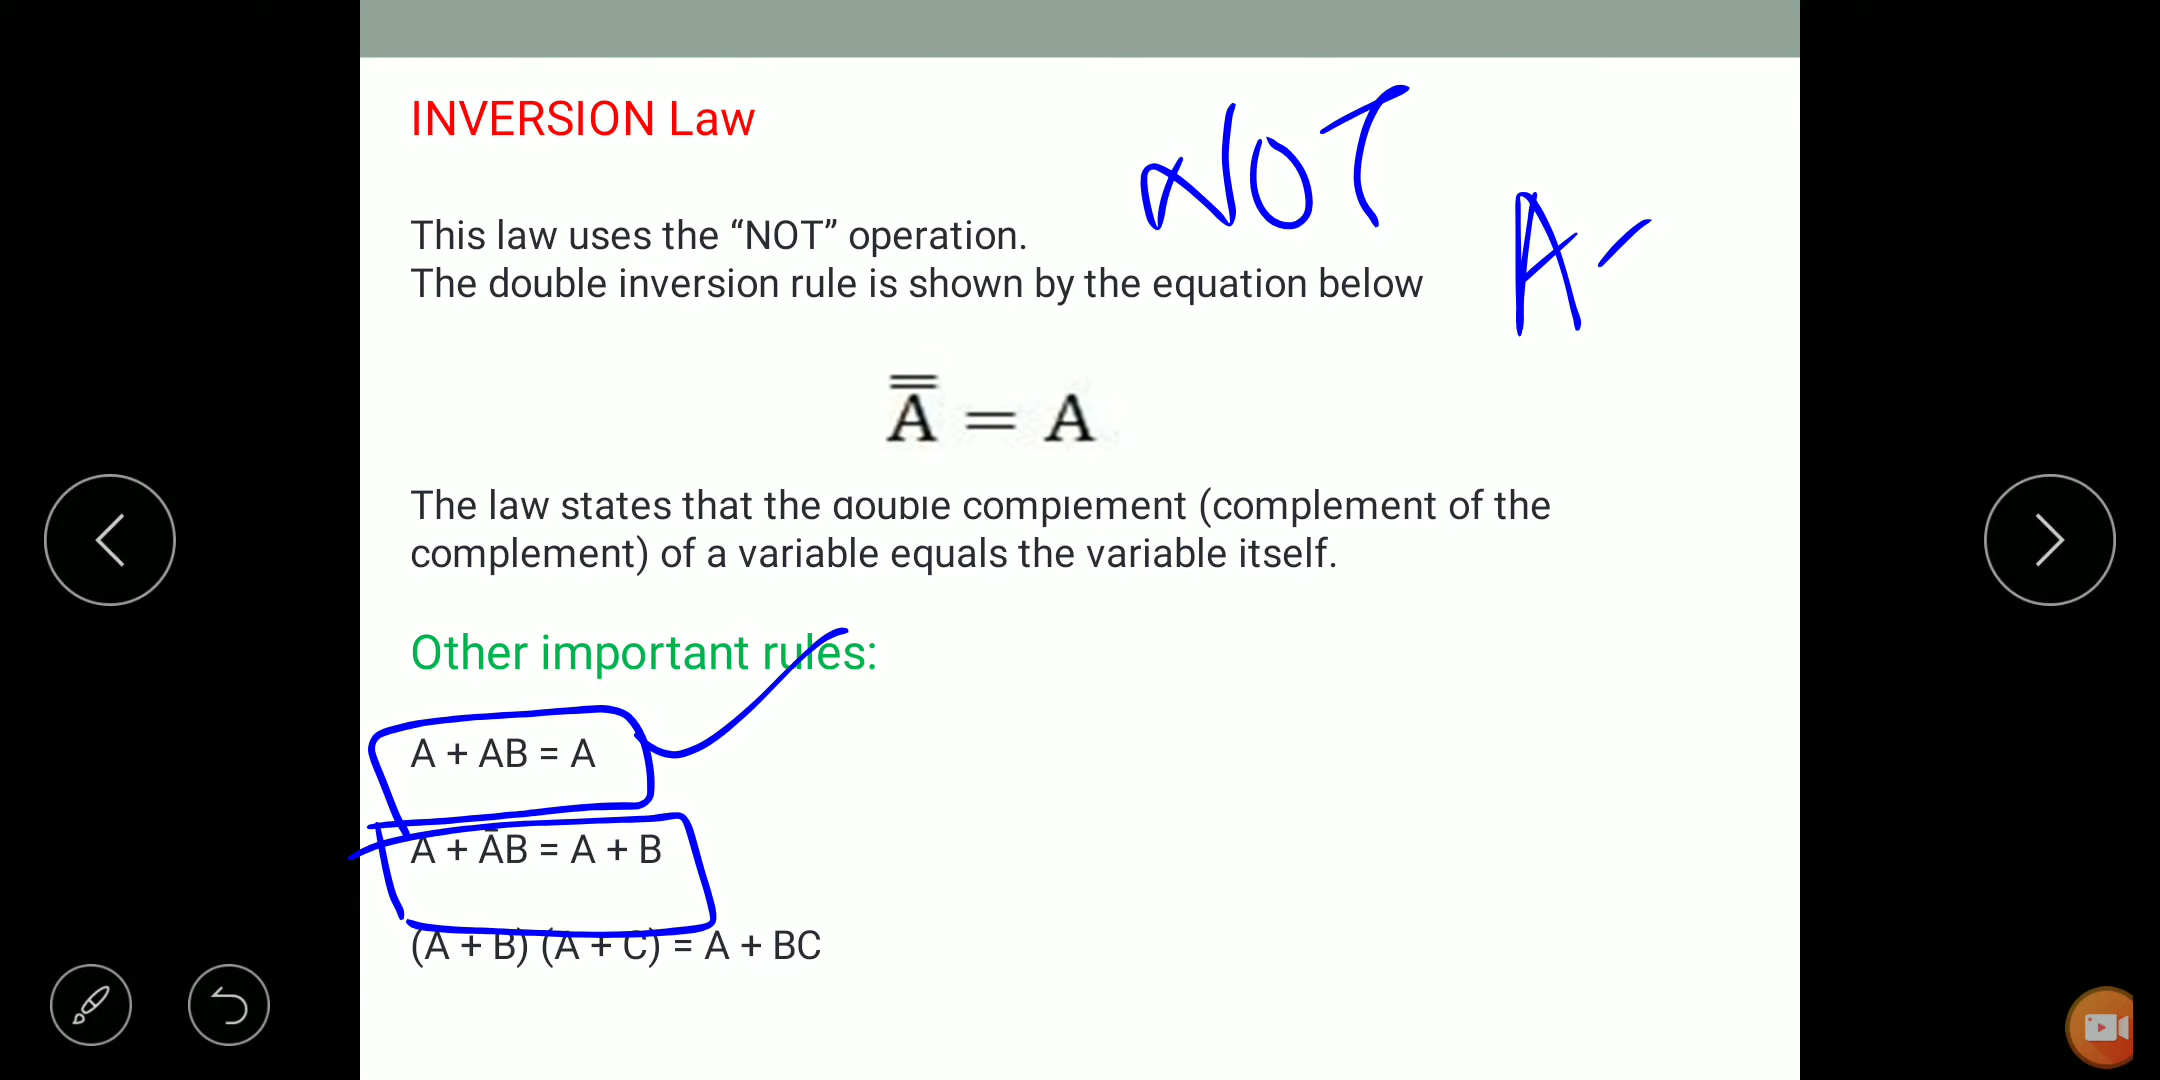 INVERSION Law
NOT
A-
This law uses the “NOT” operation.
The double inversion rule is shown by the equation below
A̿ = A
The law states that the double complement (complement of the
complement) of a variable equals the variable itself.
Other important rules:
A + AB = A
A + ĀB = A + B
(A + B) (A + C) = A + BC